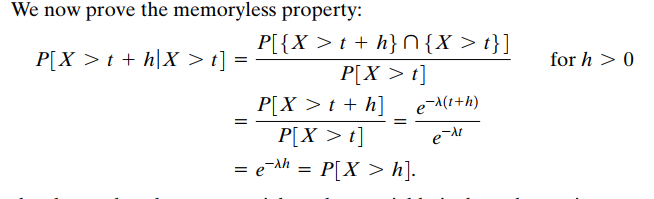 We now prove the memoryless property:
P[X > t + h|X > t] = P[{X > t + h} ∩ {X > t}] / P[X > t] for h > 0
= P[X > t + h] / P[X > t] = e^{-λ(t+h)} / e^{-λt}
= e^{-λh} = P[X > h].